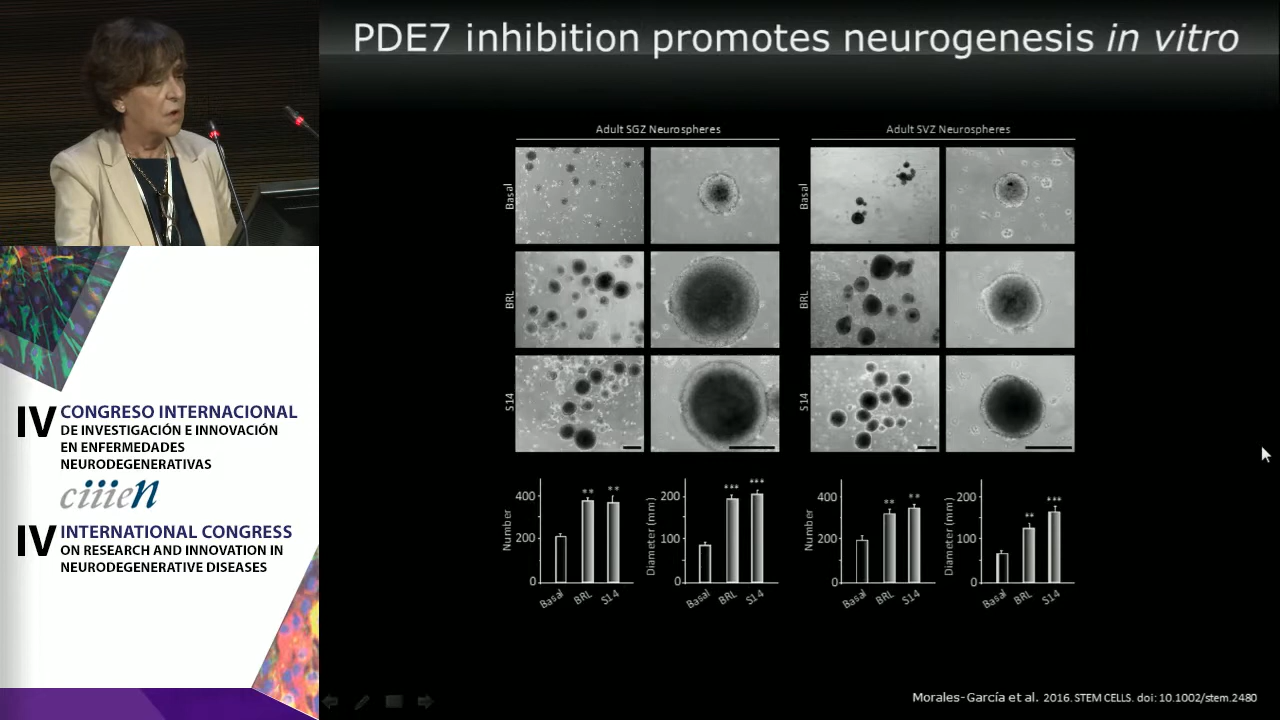 PDE7 inhibition promotes neurogenesis in vitro
Adult SGZ Neurospheres
Adult SVZ Neurospheres
Basal
BRL
S14
Basal
BRL
S14
Number
400
200
0
** **
Basal BRL S14
Diameter (mm)
200
100
0
*** ***
Basal BRL S14
Number
400
200
0
** **
Basal BRL S14
Diameter (mm)
200
100
0
** ***
Basal BRL S14
Morales-García et al. 2016. STEM CELLS. doi: 10.1002/stem.2480
IV CONGRESO INTERNACIONAL
DE INVESTIGACIÓN E INNOVACIÓN
EN ENFERMEDADES
NEURODEGENERATIVAS
ciiien
IV INTERNATIONAL CONGRESS
ON RESEARCH AND INNOVATION IN
NEURODEGENERATIVE DISEASES